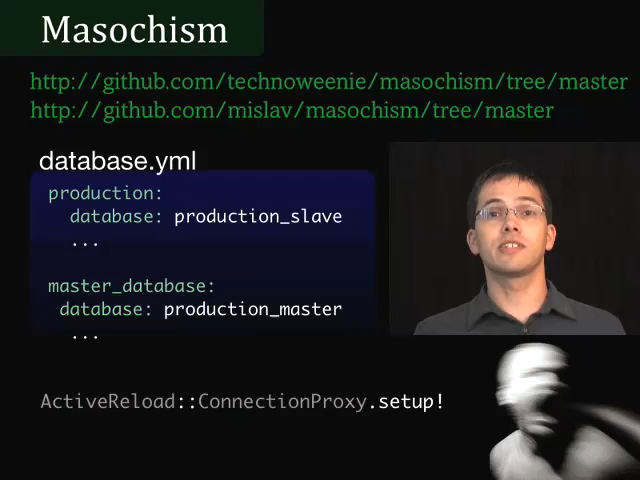 Masochism
http://github.com/technoweenie/masochism/tree/master
http://github.com/mislav/masochism/tree/master
database.yml
production:
database: production_slave
...
master_database:
database: production_master
...
ActiveReload::ConnectionProxy.setup!